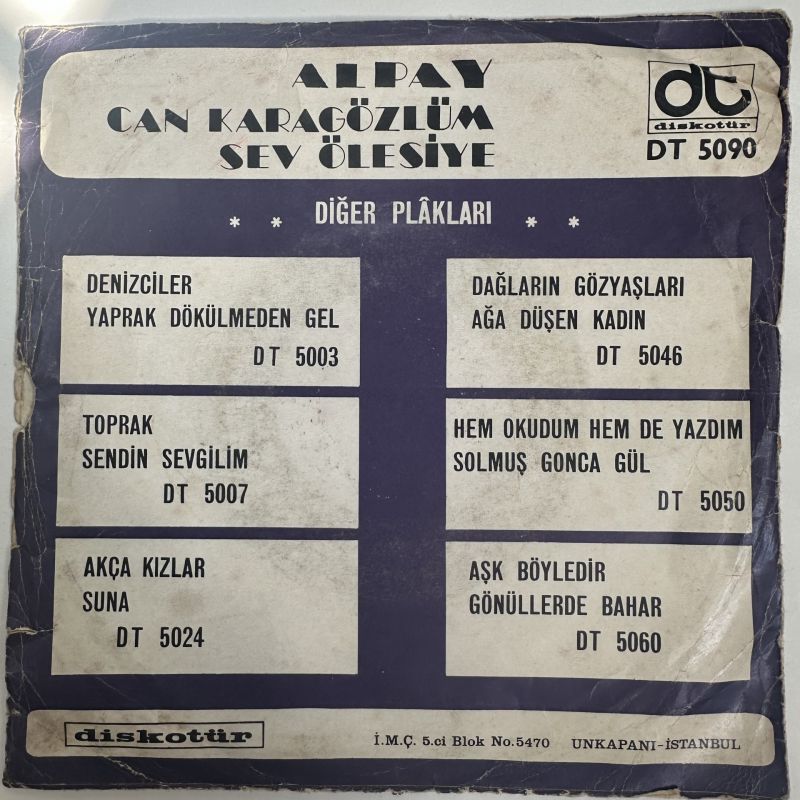 ALPAY
CAN KARAGÖZLÜM
SEV ÖLESİYE
dt
diskotür
DT 5090
* * DİĞER PLÂKLARI * *
DENİZCİLER
YAPRAK DÖKÜLMEDEN GEL
DT 5003
TOPRAK
SENDİN SEVGİLİM
DT 5007
AKÇA KIZLAR
SUNA
DT 5024
DAĞLARIN GÖZYAŞLARI
AĞA DÜŞEN KADIN
DT 5046
HEM OKUDUM HEM DE YAZDIM
SOLMUŞ GONCA GÜL
DT 5050
AŞK BÖYLEDİR
GÖNÜLLERDE BAHAR
DT 5060
diskotür
İ.M.Ç. 5.ci Blok No.5470 UNKAPANI-İSTANBUL